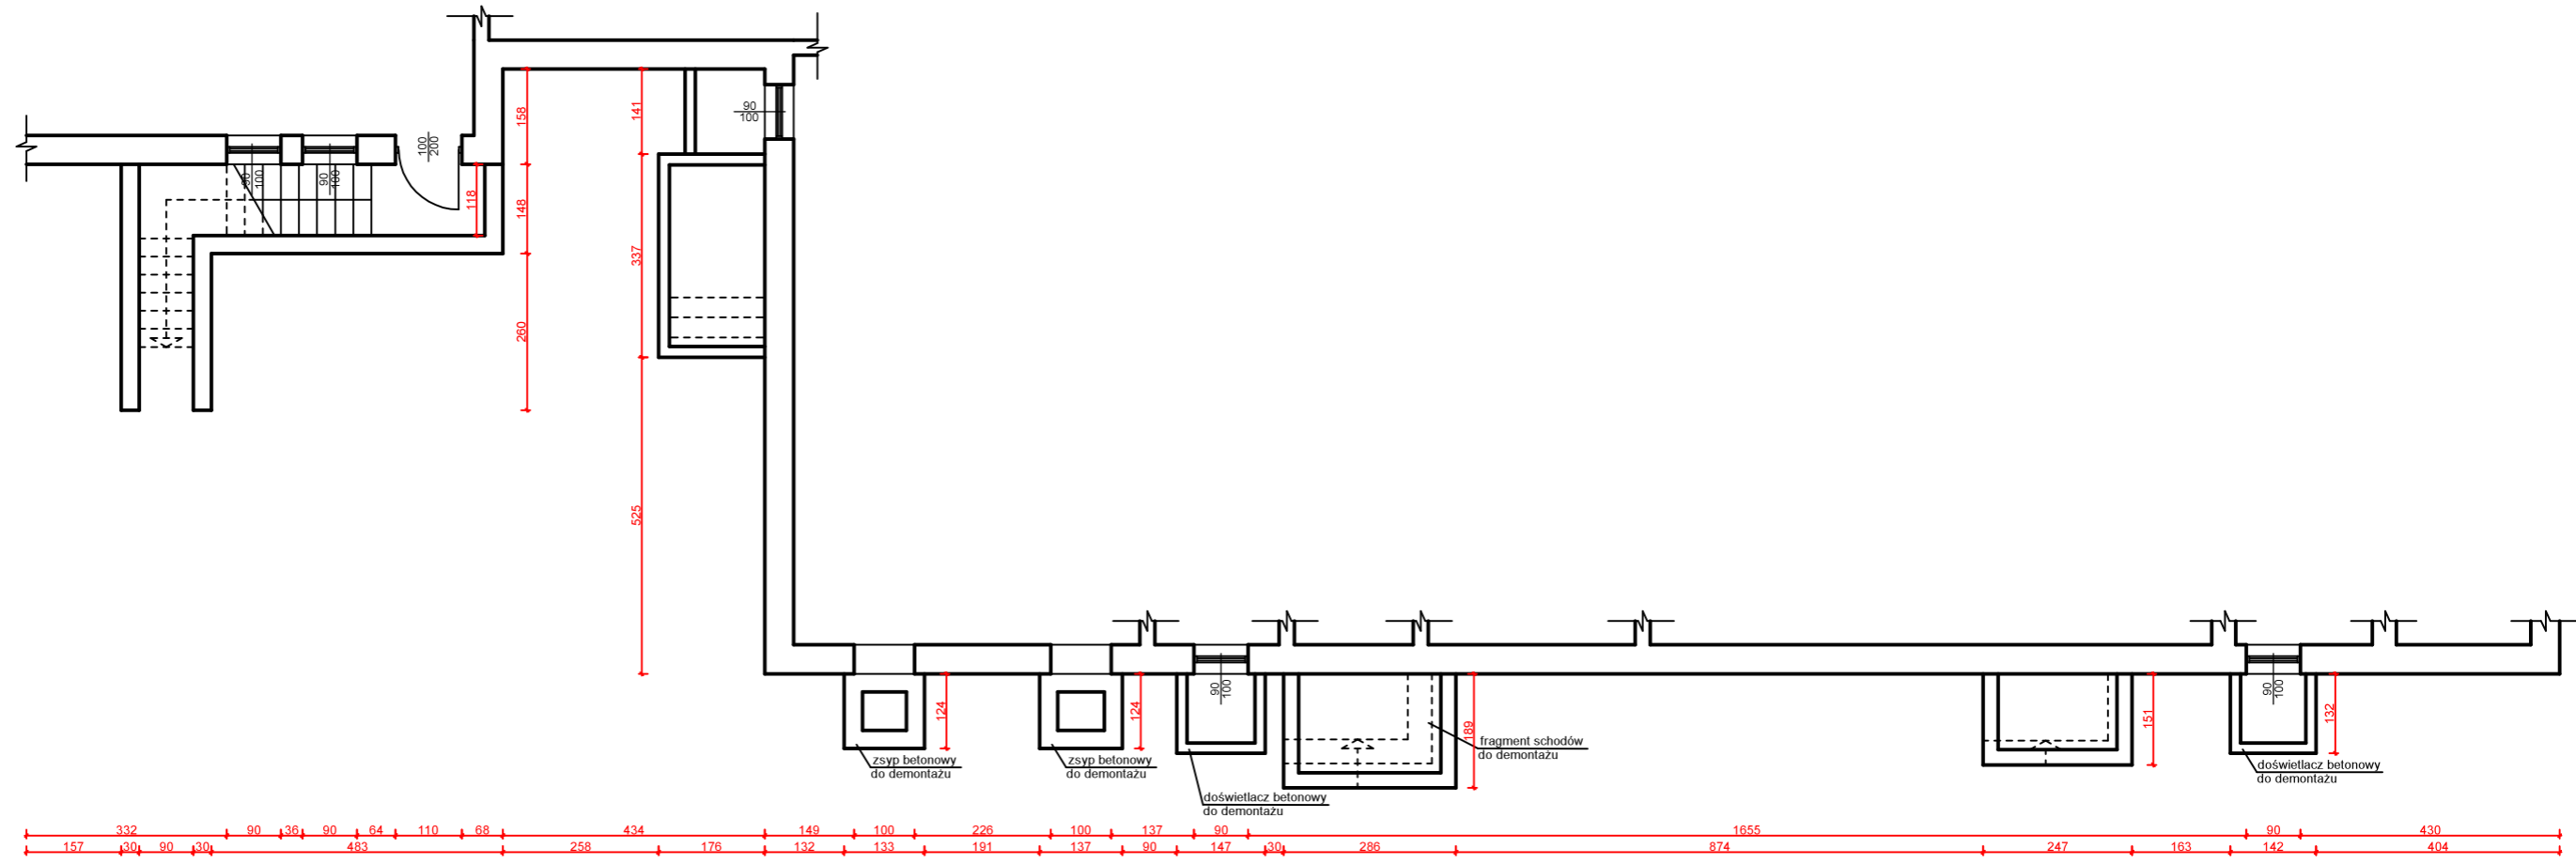 90
100
100
200
90
100
90
100
158
141
118
148
337
260
525
90
100
90
100
124
124
189
151
132
fragment schodów
do demontażu
zsyp betonowy
do demontażu
zsyp betonowy
do demontażu
doświetlacz betonowy
do demontażu
doświetlacz betonowy
do demontażu
332 90 36 90 64 110 68 434 149 100 226 100 137 90 1655 90 430
157 30 90 30 483 258 176 132 133 191 137 90 147 30 286 874 247 163 142 404